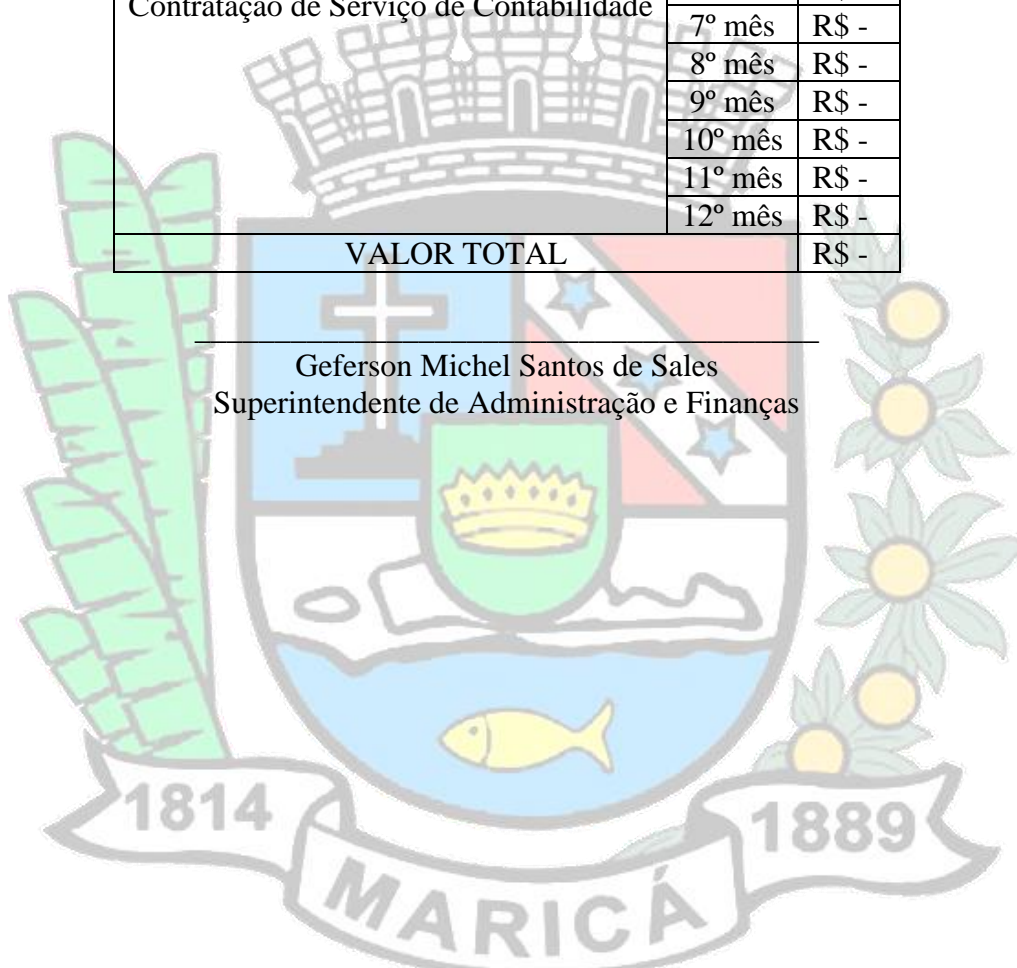 Contratação de Serviço de Contabilidade
7º mês R$ -
8º mês R$ -
9º mês R$ -
10º mês R$ -
11º mês R$ -
12º mês R$ -
VALOR TOTAL R$ -
Geferson Michel Santos de Sales
Superintendente de Administração e Finanças
1814
1889
MARICÁ